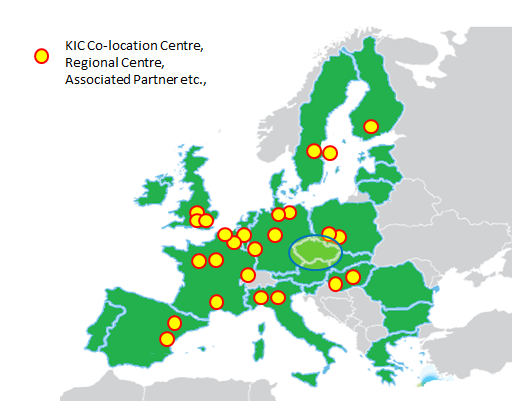 KIC Co-location Centre,
Regional Centre,
Associated Partner etc.,